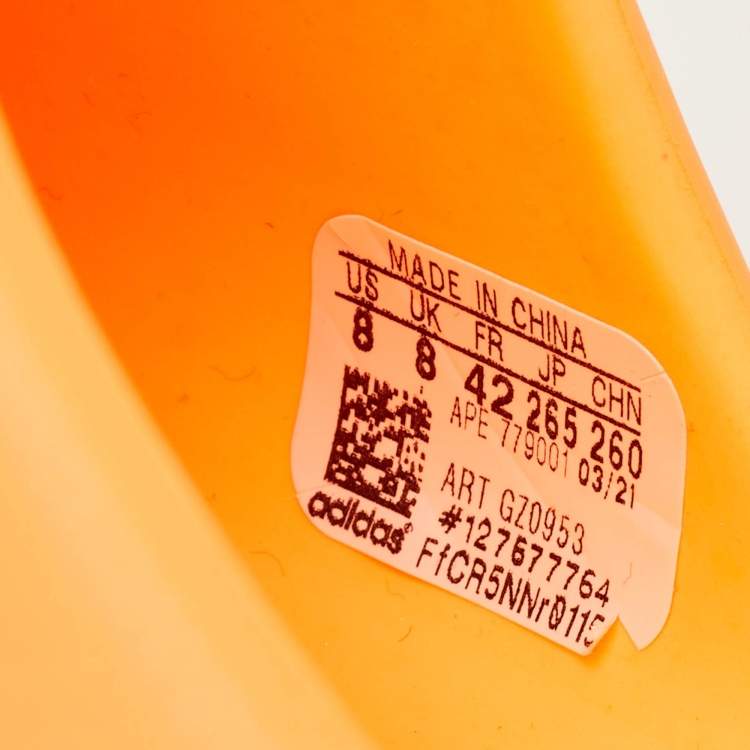 MADE IN CHINA
US UK FR JP CHN
8 8 42 265 260
APE 779001 03/21
ART GZ0953
#127677764
FfCR5NNr0115
adidas®